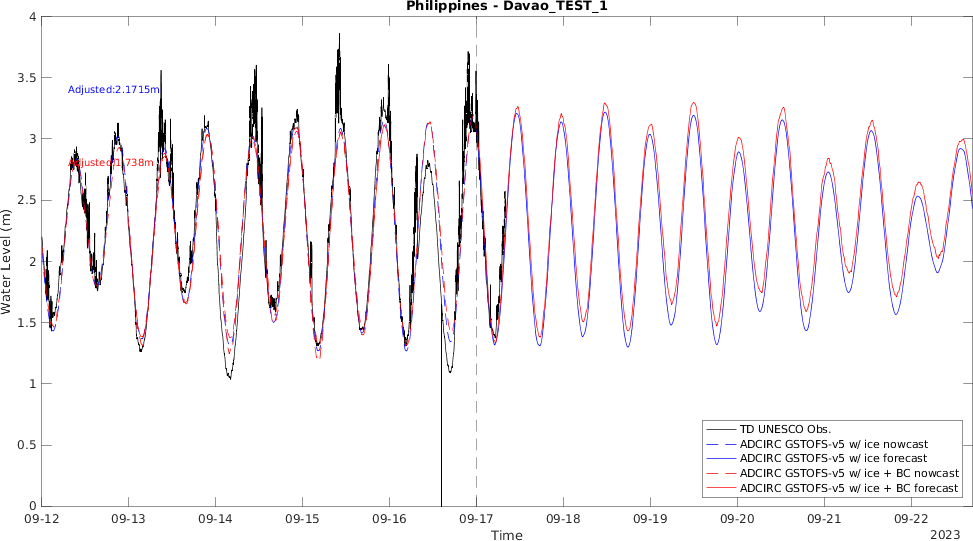 Philippines - Davao_TEST_1
4
3.5
3
2.5
2
1.5
1
0.5
0
Water Level (m)
Adjusted:2.1715m
Adjusted:1.738m
TD UNESCO Obs.
ADCIRC GSTOFS-v5 w/ ice nowcast
ADCIRC GSTOFS-v5 w/ ice forecast
ADCIRC GSTOFS-v5 w/ ice + BC nowcast
ADCIRC GSTOFS-v5 w/ ice + BC forecast
09-12
09-13
09-14
09-15
09-16
09-17
09-18
09-19
09-20
09-21
09-22
Time
2023